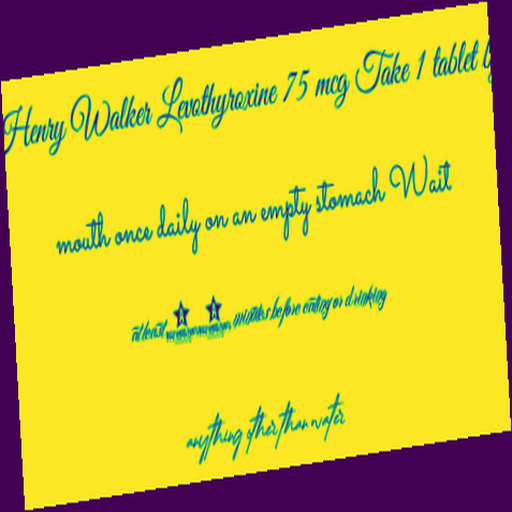 Henry Walker Levothyroxine 75 mcg Take 1 tablet
mouth once daily on an empty stomach Wait
at least minutes before eating or drinking
anything other than water